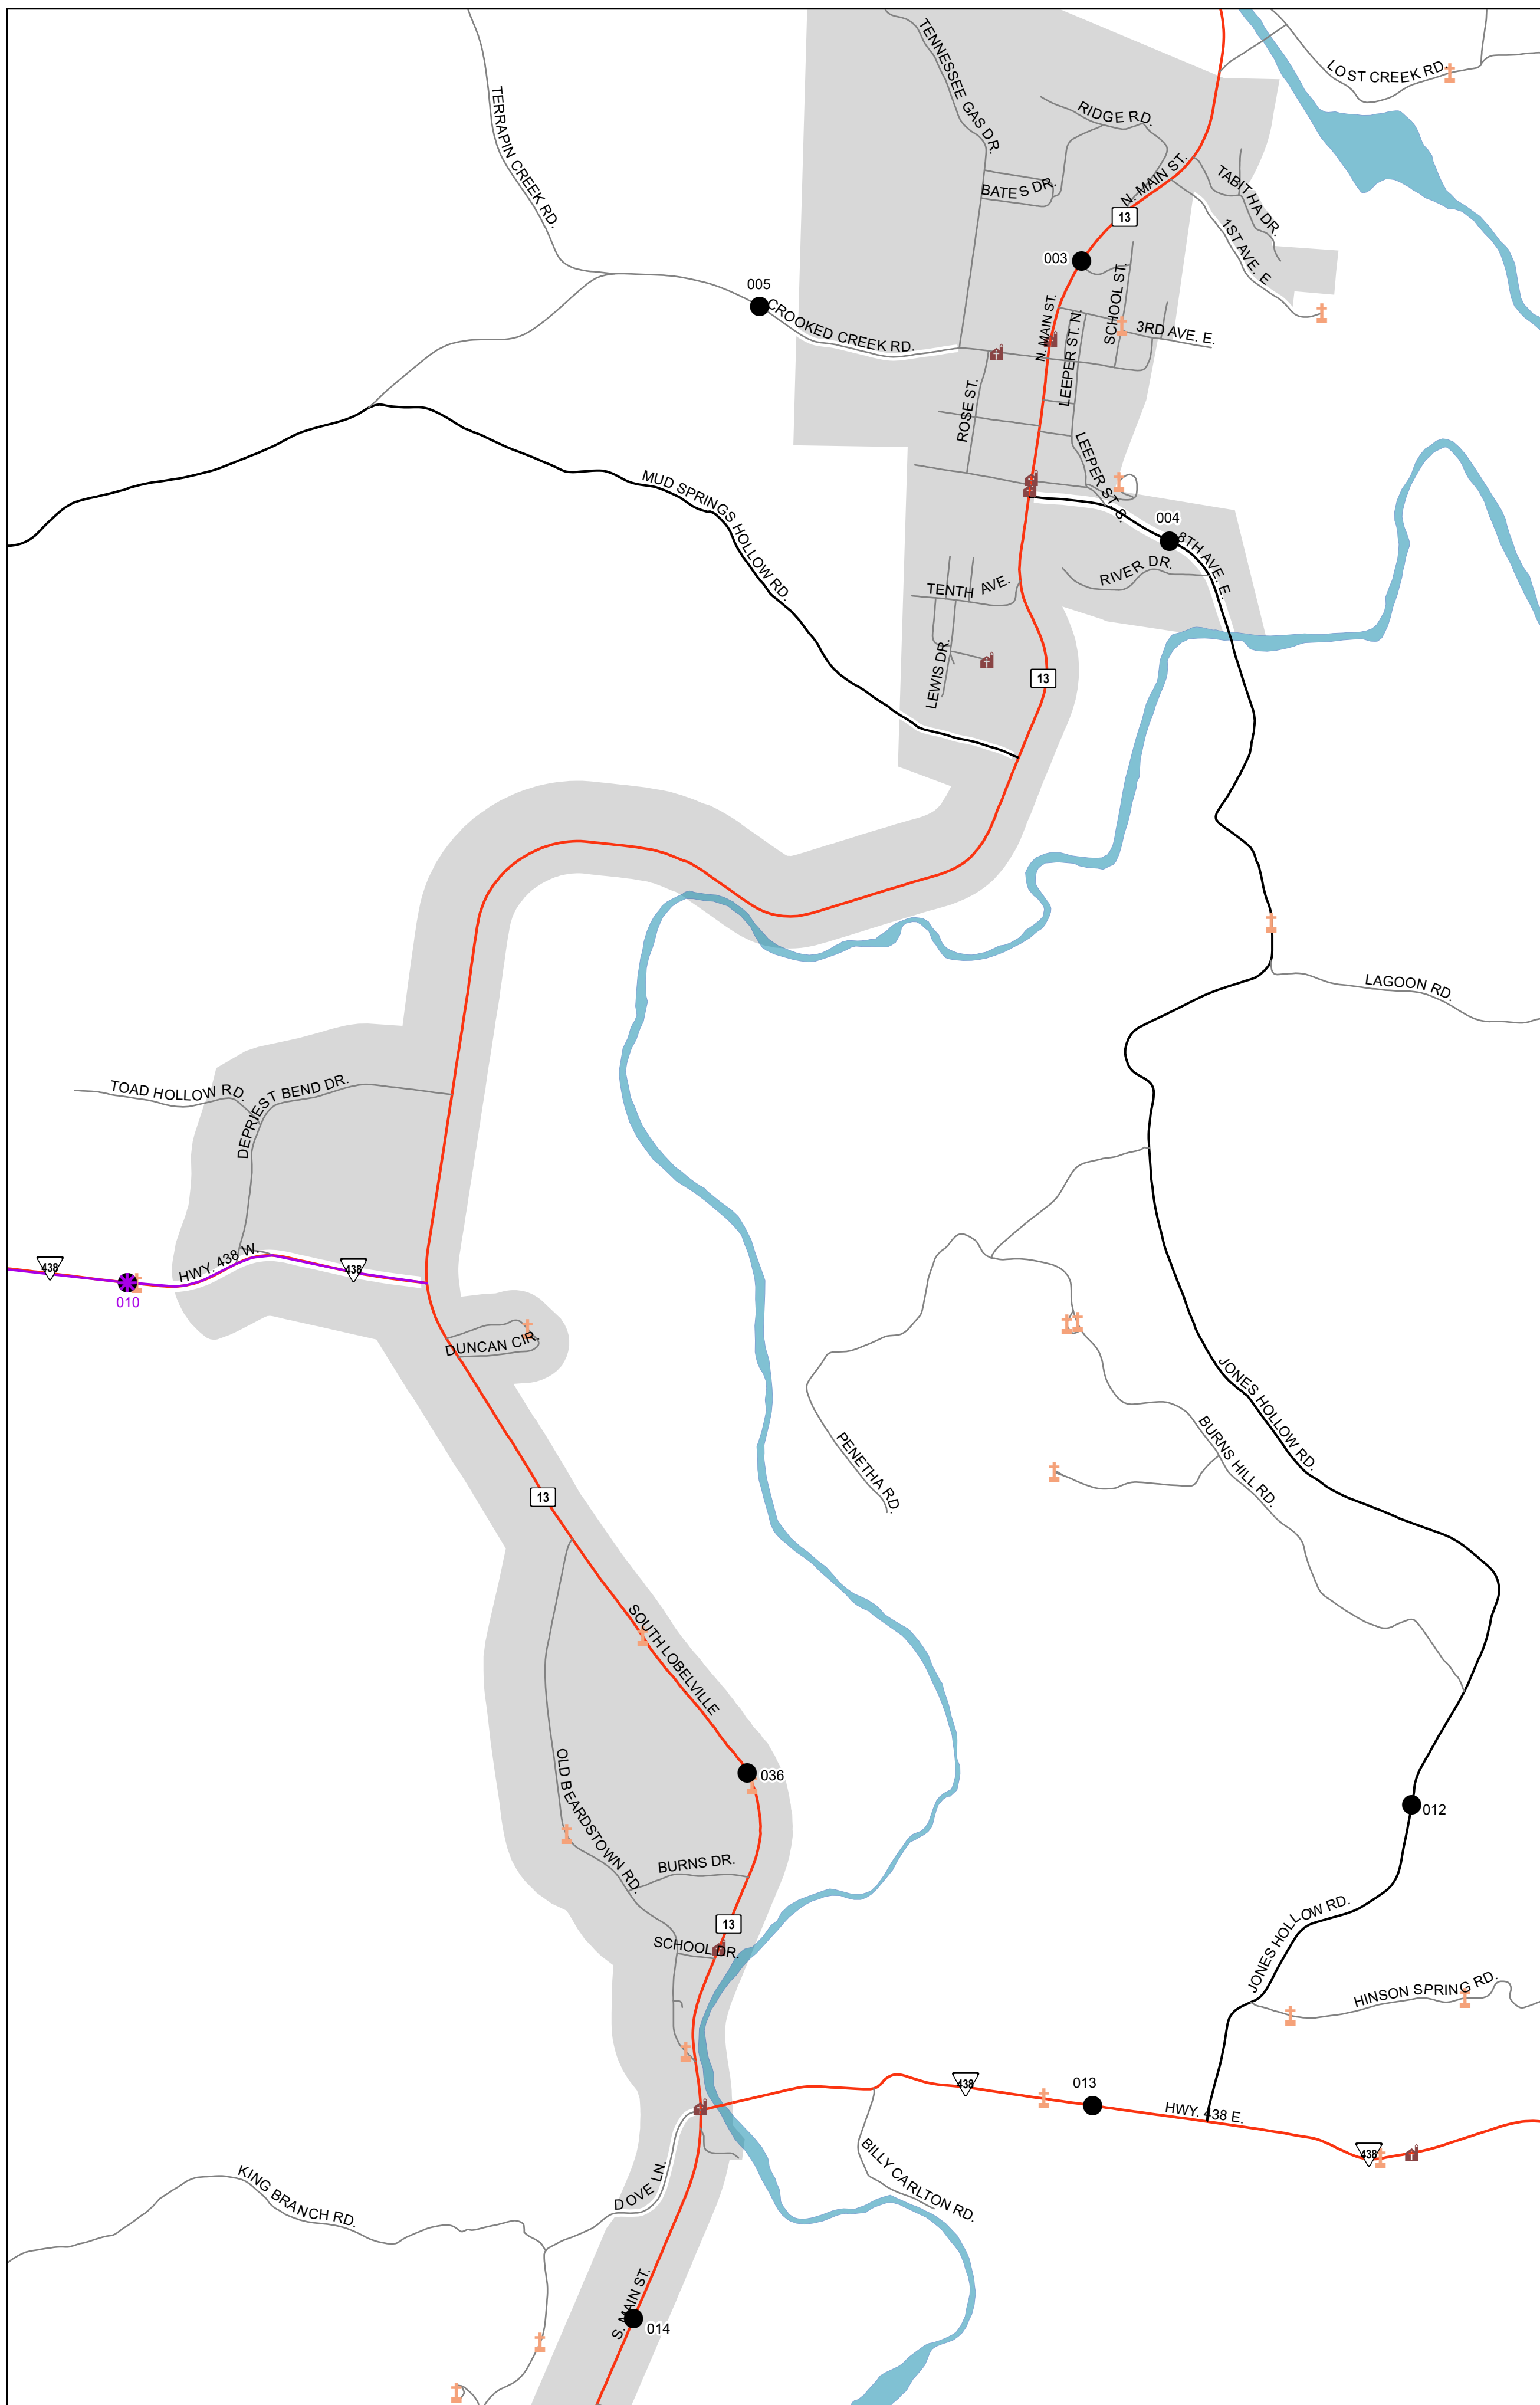 TENNESSEE GAS DR.
LOST CREEK RD.
TERRAPIN CREEK RD.
RIDGE RD.
BATES DR.
N. MAIN ST.
TABITHA DR.
13
1ST AVE. E
003
SCHOOL ST.
005
CROOKED CREEK RD.
N. MAIN ST.
LEEPER ST. N.
3RD AVE. E.
ROSE ST.
LEEPER ST. S.
MUD SPRINGS HOLLOW RD.
004
8TH AVE. E.
RIVER DR.
TENTH AVE.
LEWIS DR.
13
LAGOON RD.
TOAD HOLLOW RD.
DEPRIEST BEND DR.
438
HWY. 438 W.
438
010
DUNCAN CIR.
JONES HOLLOW RD.
PENETHA RD.
BURNS HILL RD.
13
SOUTH LOBELVILLE
036
OLD BEARDSTOWN RD.
012
BURNS DR.
13
SCHOOL DR.
JONES HOLLOW RD.
HINSON SPRING RD.
438
013
HWY. 438 E.
438
BILLY CARLTON RD.
DOVE LN.
KING BRANCH RD.
S. MAIN ST.
014